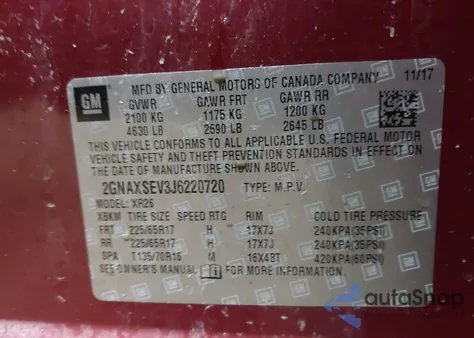 GM
MFD BY GENERAL MOTORS OF CANADA COMPANY 11/17
GVWR GAWR FRT GAWR RR
2100 KG 1175 KG 1200 KG
4630 LB 2590 LB 2645 LB
THIS VEHICLE CONFORMS TO ALL APPLICABLE U.S. FEDERAL MOTOR
VEHICLE SAFETY AND THEFT PREVENTION STANDARDS IN EFFECT ON
THE DATE OF MANUFACTURE SHOWN ABOVE.
2GNAXSEV3J6220720 TYPE: M.P.V.
MODEL: XR26
XBKM TIRE SIZE SPEED RTG RIM COLD TIRE PRESSURE
FRT 225/65R17 H 17X7J 240KPA(35PSI)
RR 225/65R17 H 17X7J 240KPA(35PSI)
SPA T135/70R16 M 16X4BT 420KPA(60PSI)
SEE OWNER'S MANUAL FOR MORE INFORMATION
autoSnap